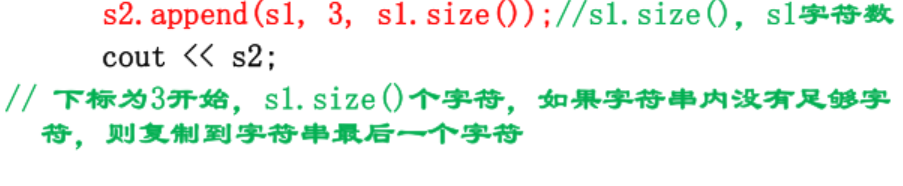 s2.append(s1, 3, s1.size());//s1.size(), s1字符数
cout << s2;
// 下标为3开始, s1.size()个字符, 如果字符串内没有足够字
符, 则复制到字符串最后一个字符